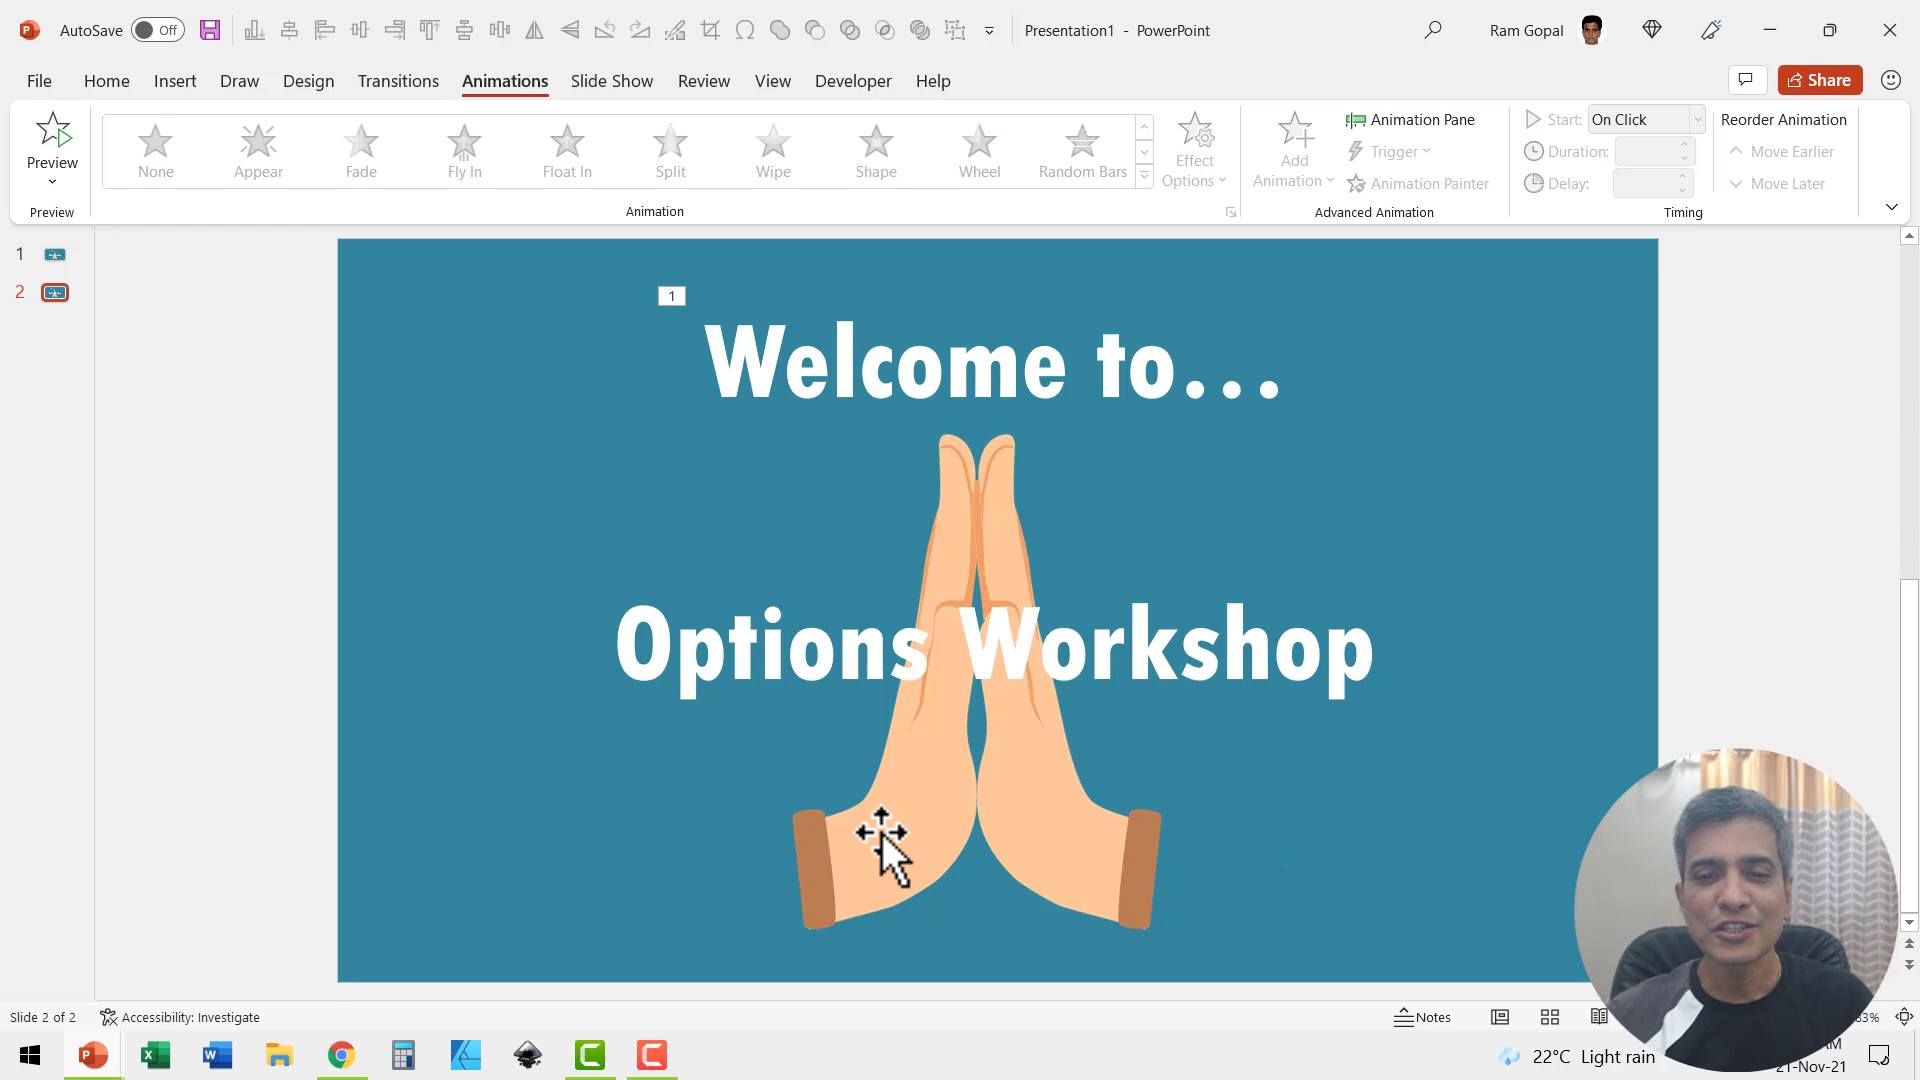 AutoSave Off
Presentation1 - PowerPoint
Ram Gopal
File Home Insert Draw Design Transitions Animations Slide Show Review View Developer Help
Share
Preview
None Appear Fade Fly In Float In Split Wipe Shape Wheel Random Bars
Effect Options
Add Animation
Animation Pane
Trigger
Animation Painter
Start: On Click
Duration:
Delay:
Reorder Animation
Move Earlier
Move Later
Preview Animation Advanced Animation Timing
1
2
1
Welcome to...
Options Workshop
Slide 2 of 2 Accessibility: Investigate
Notes
22°C Light rain
21-Nov-21